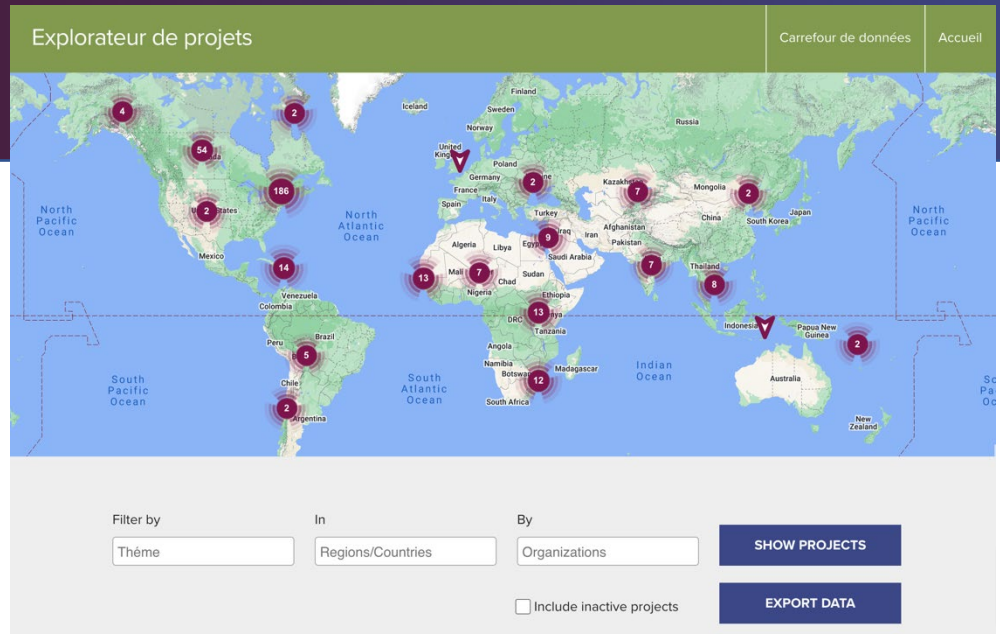 Explorateur de projets
Carrefour de données
Accueil
Finland
Iceland
Sweden
Russia
Norway
4
2
54
United
Poland
Germany
2
Kazakh
7
Mongolia
2
186
France
Italy
Spain
Turkey
Japan
South Korea
China
Afghanistan
2
North
Pacific
Ocean
North
Atlantic
Ocean
Algeria
Libya
9
Iran
Pakistan
North
Pacific
Ocean
Mexico
14
Saudi Arabia
7
Thailand
13
Mali
7
Chad
Sudan
8
Venezuela
Nigeria
Ethiopia
Colombia
DRC
13
Tanzania
Indonesia
Papua New
Guinea
2
Brazil
Peru
5
Angola
Namibia
Madagascar
Indian
Ocean
South
Pacific
Ocean
Chile
South
Atlantic
Ocean
12
Australia
2
Argentina
South Africa
New
Zealand
Filter by
In
By
Théme
Regions/Countries
Organizations
SHOW PROJECTS
Include inactive projects
EXPORT DATA